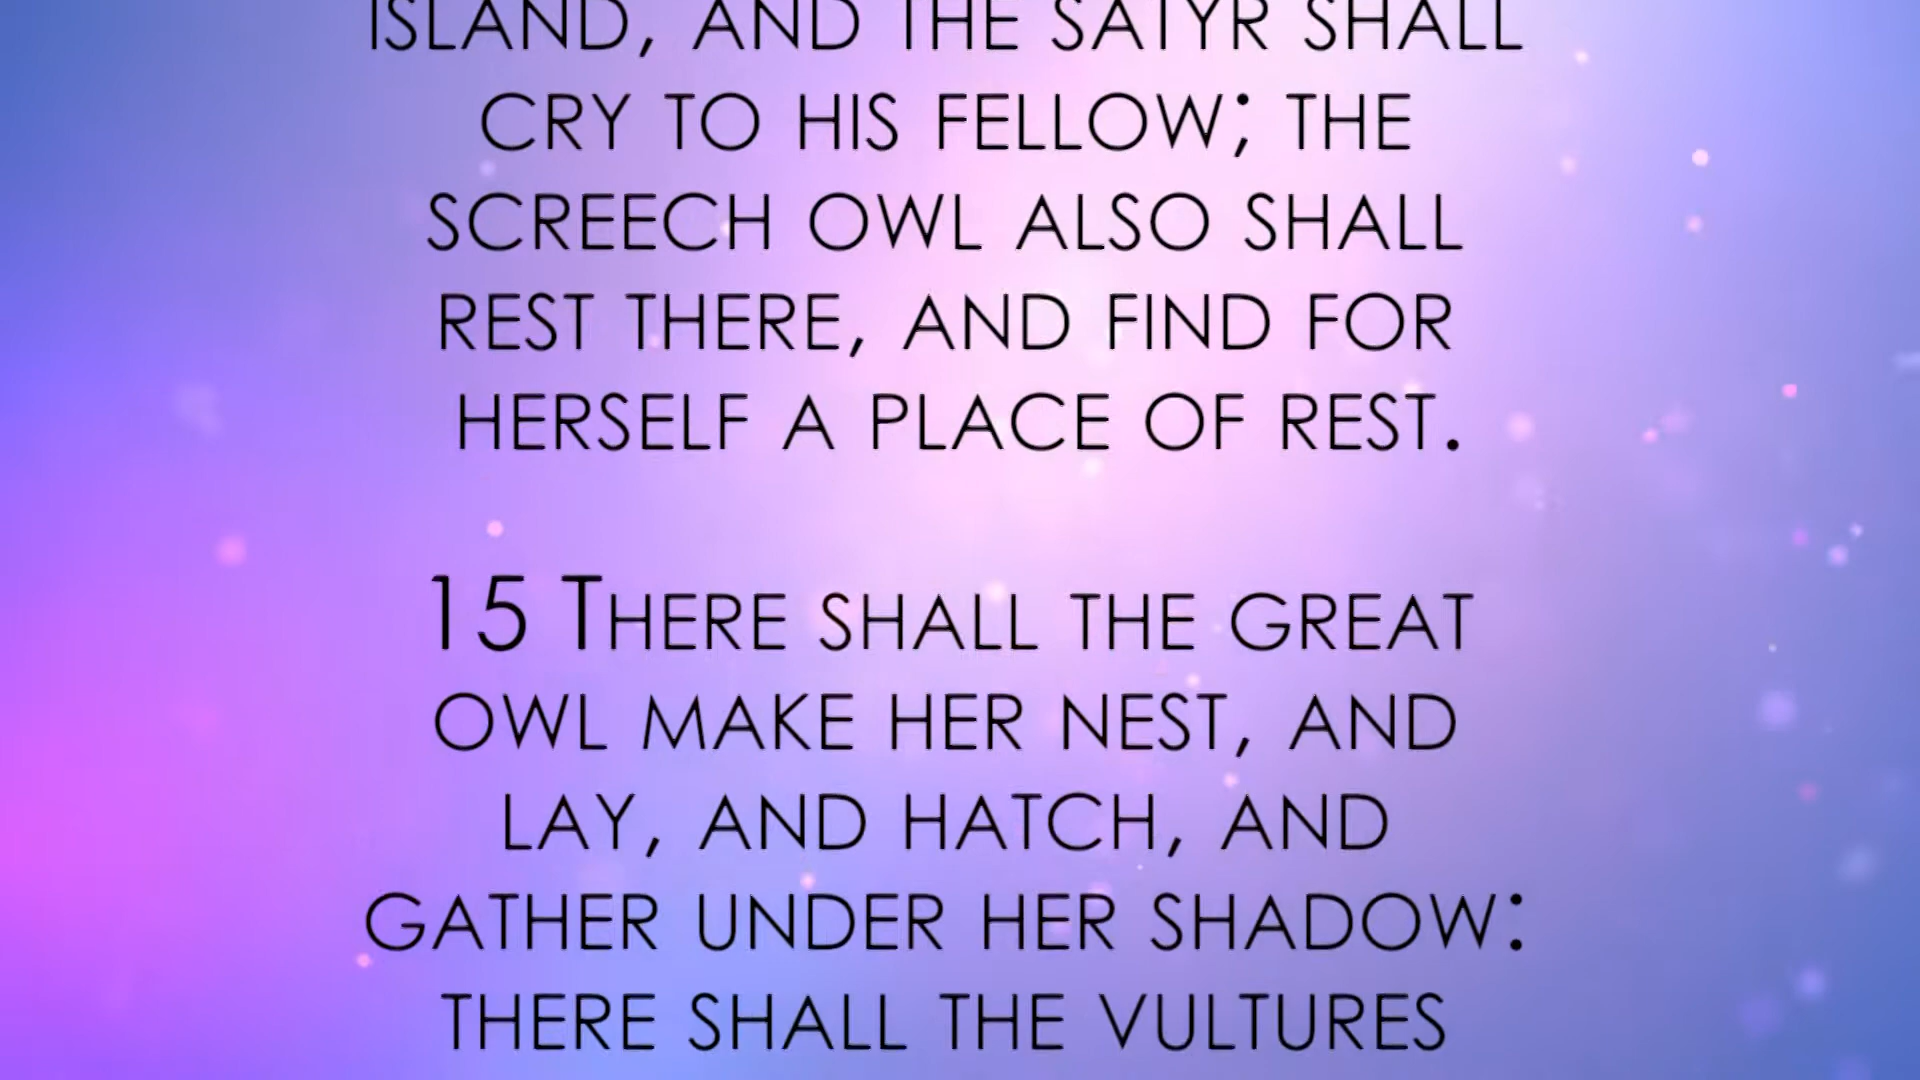 ISLAND, AND THE SATYR SHALL
CRY TO HIS FELLOW; THE
SCREECH OWL ALSO SHALL
REST THERE, AND FIND FOR
HERSELF A PLACE OF REST.
15 THERE SHALL THE GREAT
OWL MAKE HER NEST, AND
LAY, AND HATCH, AND
GATHER UNDER HER SHADOW:
THERE SHALL THE VULTURES